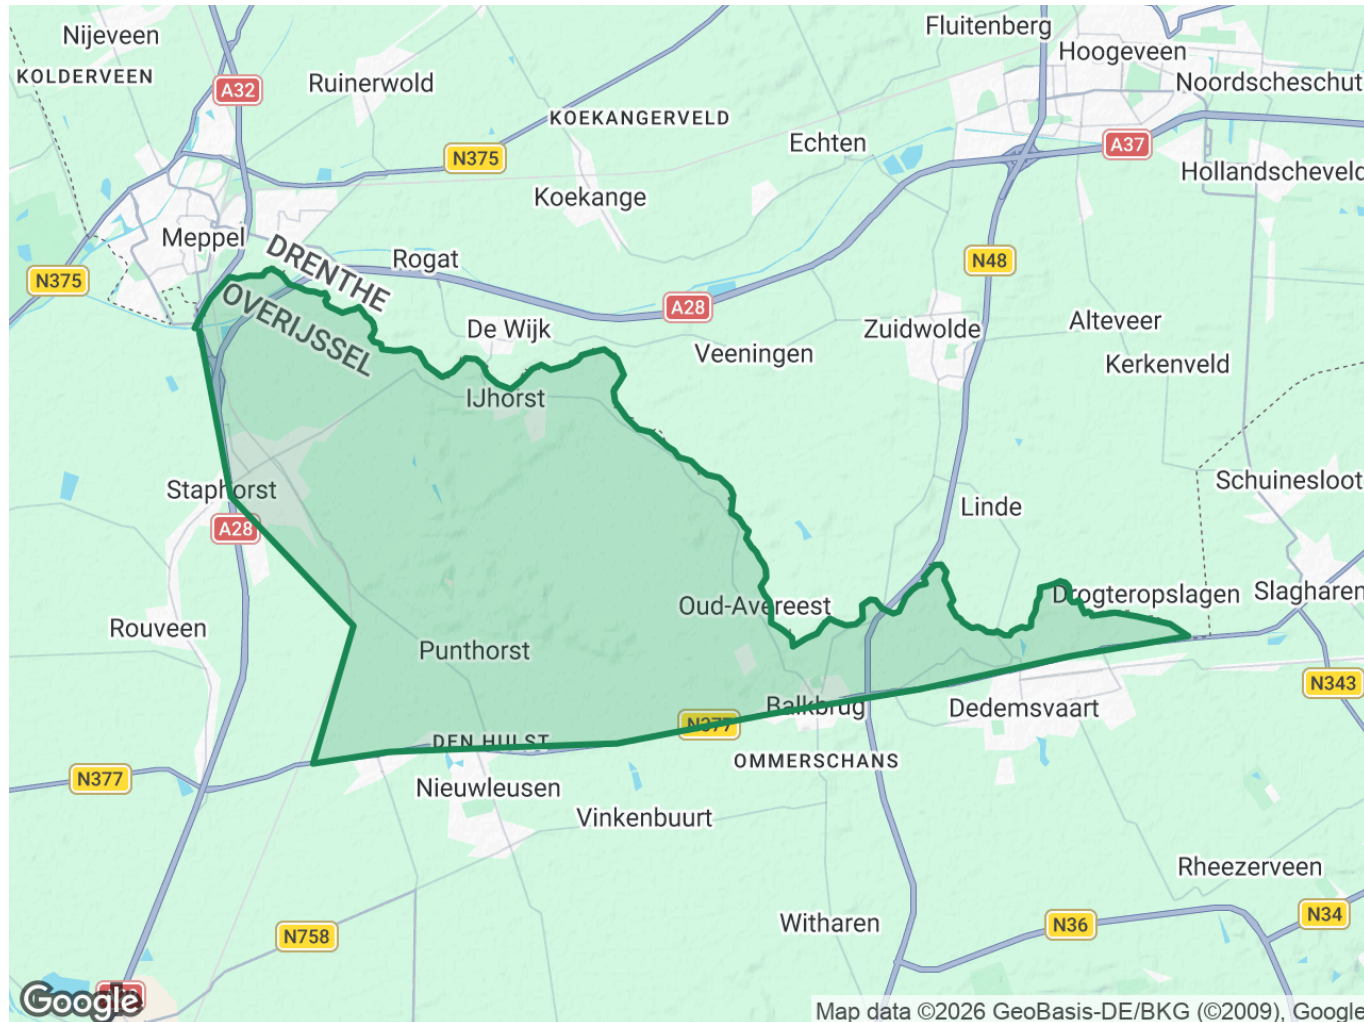 Nijeveen
Fluitenberg
Hoogeveen
KOLDERVEEN
Ruinerwold
Noordscheschut
A32
KOEKANGERVELD
Echten
A37
N375
Hollandscheveld
Koekange
Meppel
DRENTHE
Rogat
N48
N375
OVERIJSSEL
A28
De Wijk
Zuidwolde
Alteveer
Veeningen
Kerkenveld
IJhorst
Staphorst
Schuinesloot
Linde
A28
Oud-Avereest
Drogteropslagen
Slagharen
Rouveen
Punthorst
N343
Balkbrug
Dedemsvaart
N377
DEN HULST
OMMERSCHANS
N377
Nieuwleusen
Vinkenbuurt
Rheezerveen
N758
Witharen
N36
N34
Google
Map data ©2026 GeoBasis-DE/BKG (©2009), Google